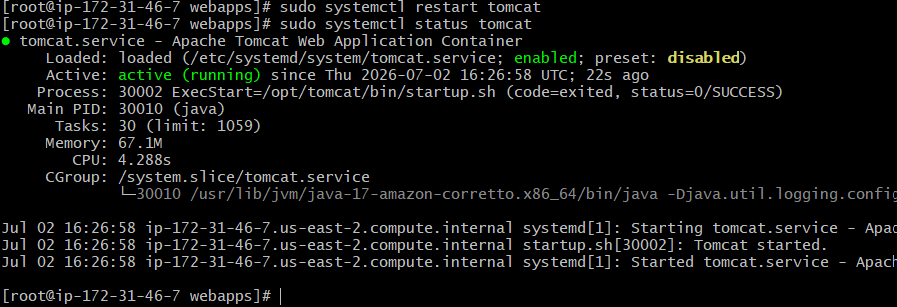 [root@ip-172-31-46-7 webapps]# sudo systemctl restart tomcat
[root@ip-172-31-46-7 webapps]# sudo systemctl status tomcat
● tomcat.service - Apache Tomcat Web Application Container
     Loaded: loaded (/etc/systemd/system/tomcat.service; enabled; preset: disabled)
     Active: active (running) since Thu 2026-07-02 16:26:58 UTC; 22s ago
    Process: 30002 ExecStart=/opt/tomcat/bin/startup.sh (code=exited, status=0/SUCCESS)
   Main PID: 30010 (java)
      Tasks: 30 (limit: 1059)
     Memory: 67.1M
        CPU: 4.288s
     CGroup: /system.slice/tomcat.service
             └─30010 /usr/lib/jvm/java-17-amazon-corretto.x86_64/bin/java -Djava.util.logging.config
Jul 02 16:26:58 ip-172-31-46-7.us-east-2.compute.internal systemd[1]: Starting tomcat.service - Apac
Jul 02 16:26:58 ip-172-31-46-7.us-east-2.compute.internal startup.sh[30002]: Tomcat started.
Jul 02 16:26:58 ip-172-31-46-7.us-east-2.compute.internal systemd[1]: Started tomcat.service - Apach
[root@ip-172-31-46-7 webapps]#